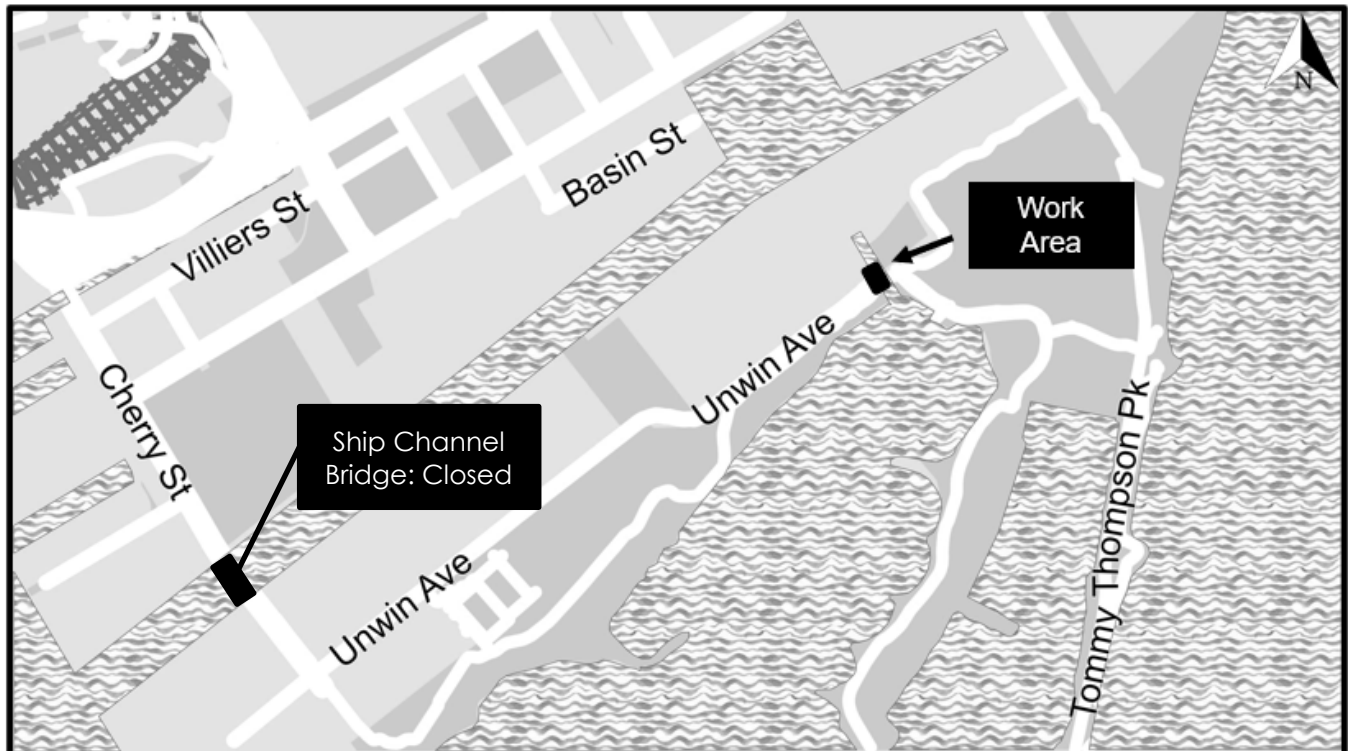 N
Basin St
Villiers St
Work
Area
Unwin Ave
Cherry St
Ship Channel
Bridge: Closed
Unwin Ave
Tommy Thompson Pk